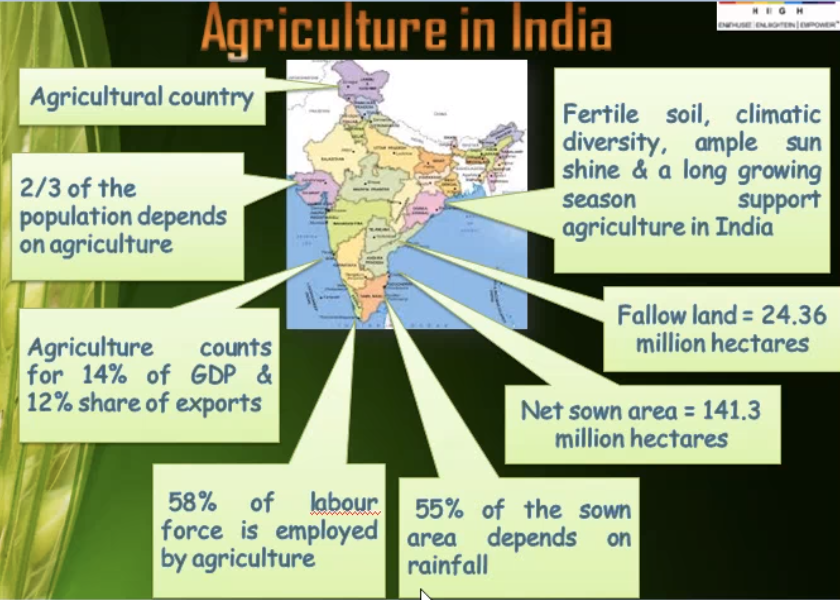 Agriculture in India
H E G H
Agricultural country
2/3 of the
population depends
on agriculture
Agriculture counts
for 14% of GDP &
12% share of exports
58% of labour
force is employed
by agriculture
55% of the sown
area depends on
rainfall
Net sown area = 141.3
million hectares
Fallow land = 24.36
million hectares
Fertile soil, climatic
diversity, ample sun
shine & a long growing
season support
agriculture in India